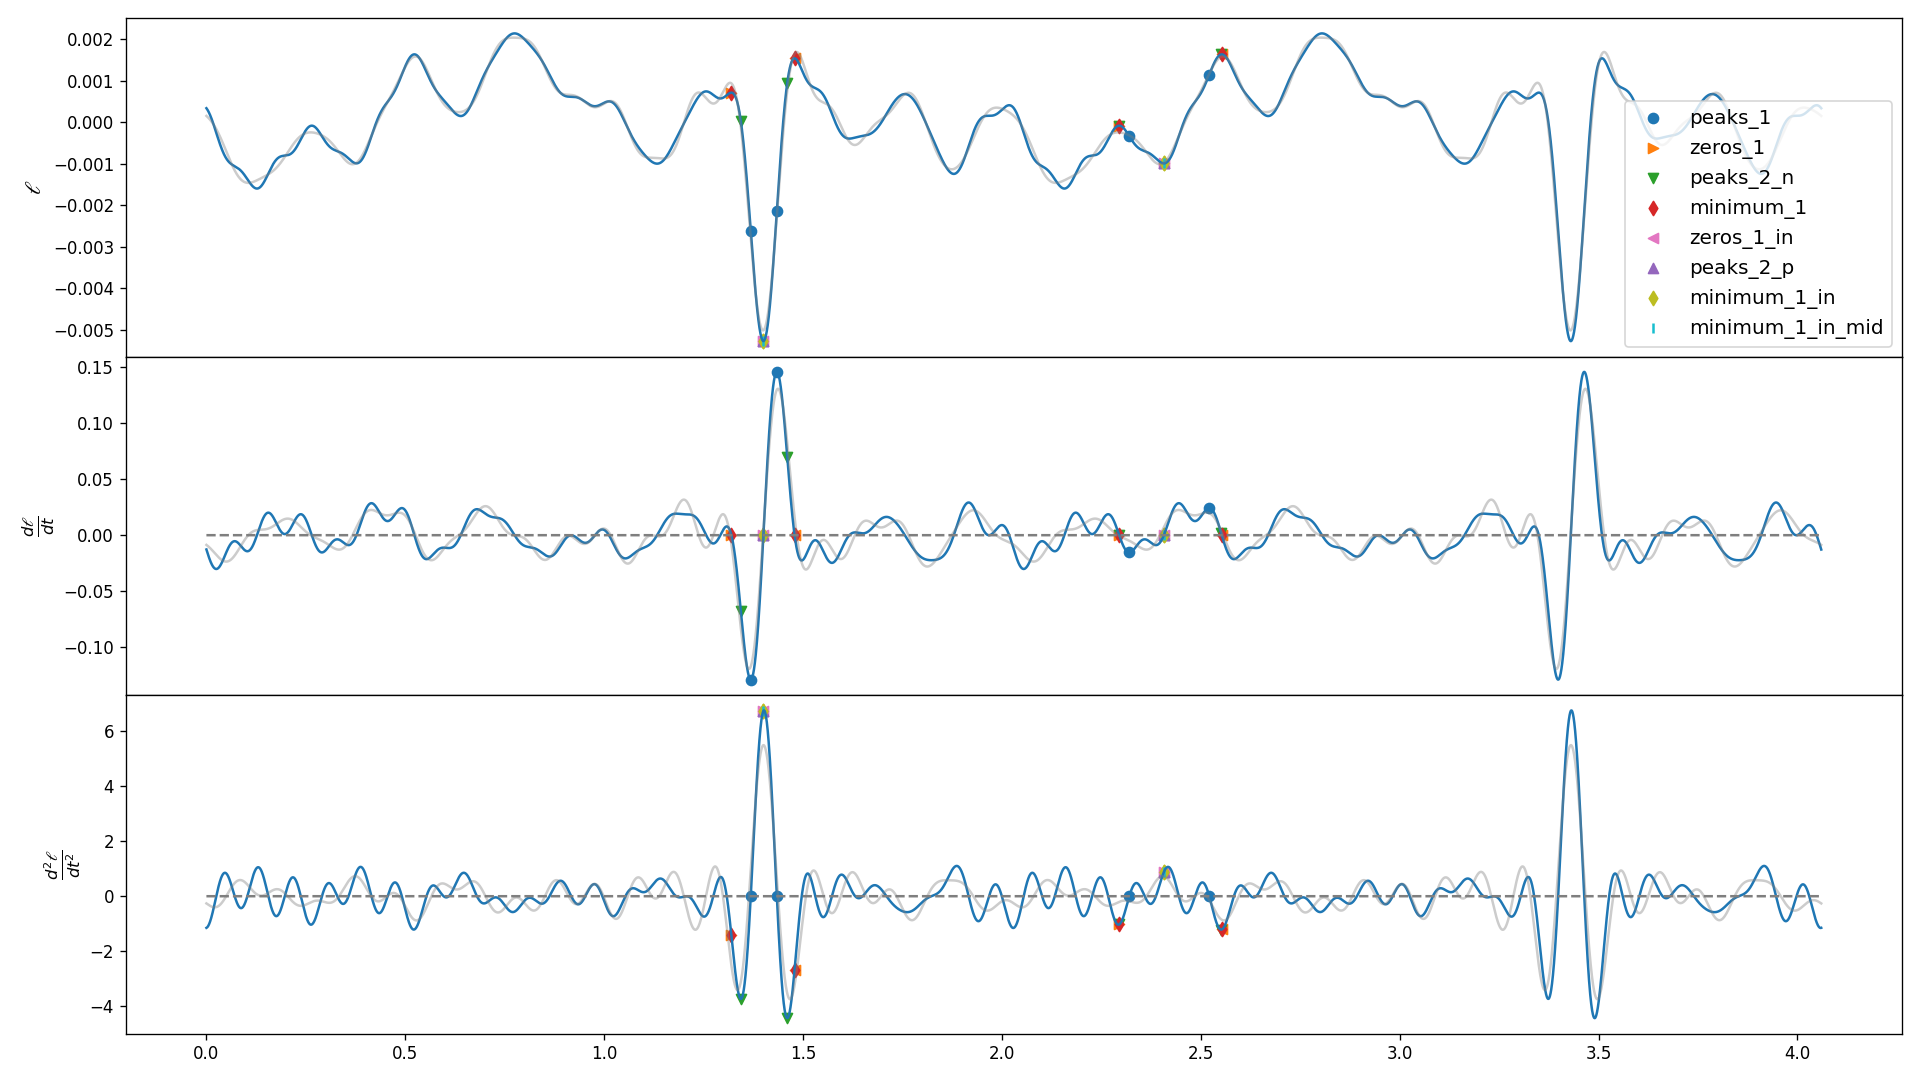 0.002
0.001
0.000
−0.001
−0.002
−0.003
−0.004
−0.005
ℓ
peaks_1
zeros_1
peaks_2_n
minimum_1
zeros_1_in
peaks_2_p
minimum_1_in
minimum_1_in_mid
0.15
0.10
0.05
0.00
−0.05
−0.10
dℓ
dt
6
4
2
0
−2
−4
d²ℓ
dt²
0.0 0.5 1.0 1.5 2.0 2.5 3.0 3.5 4.0